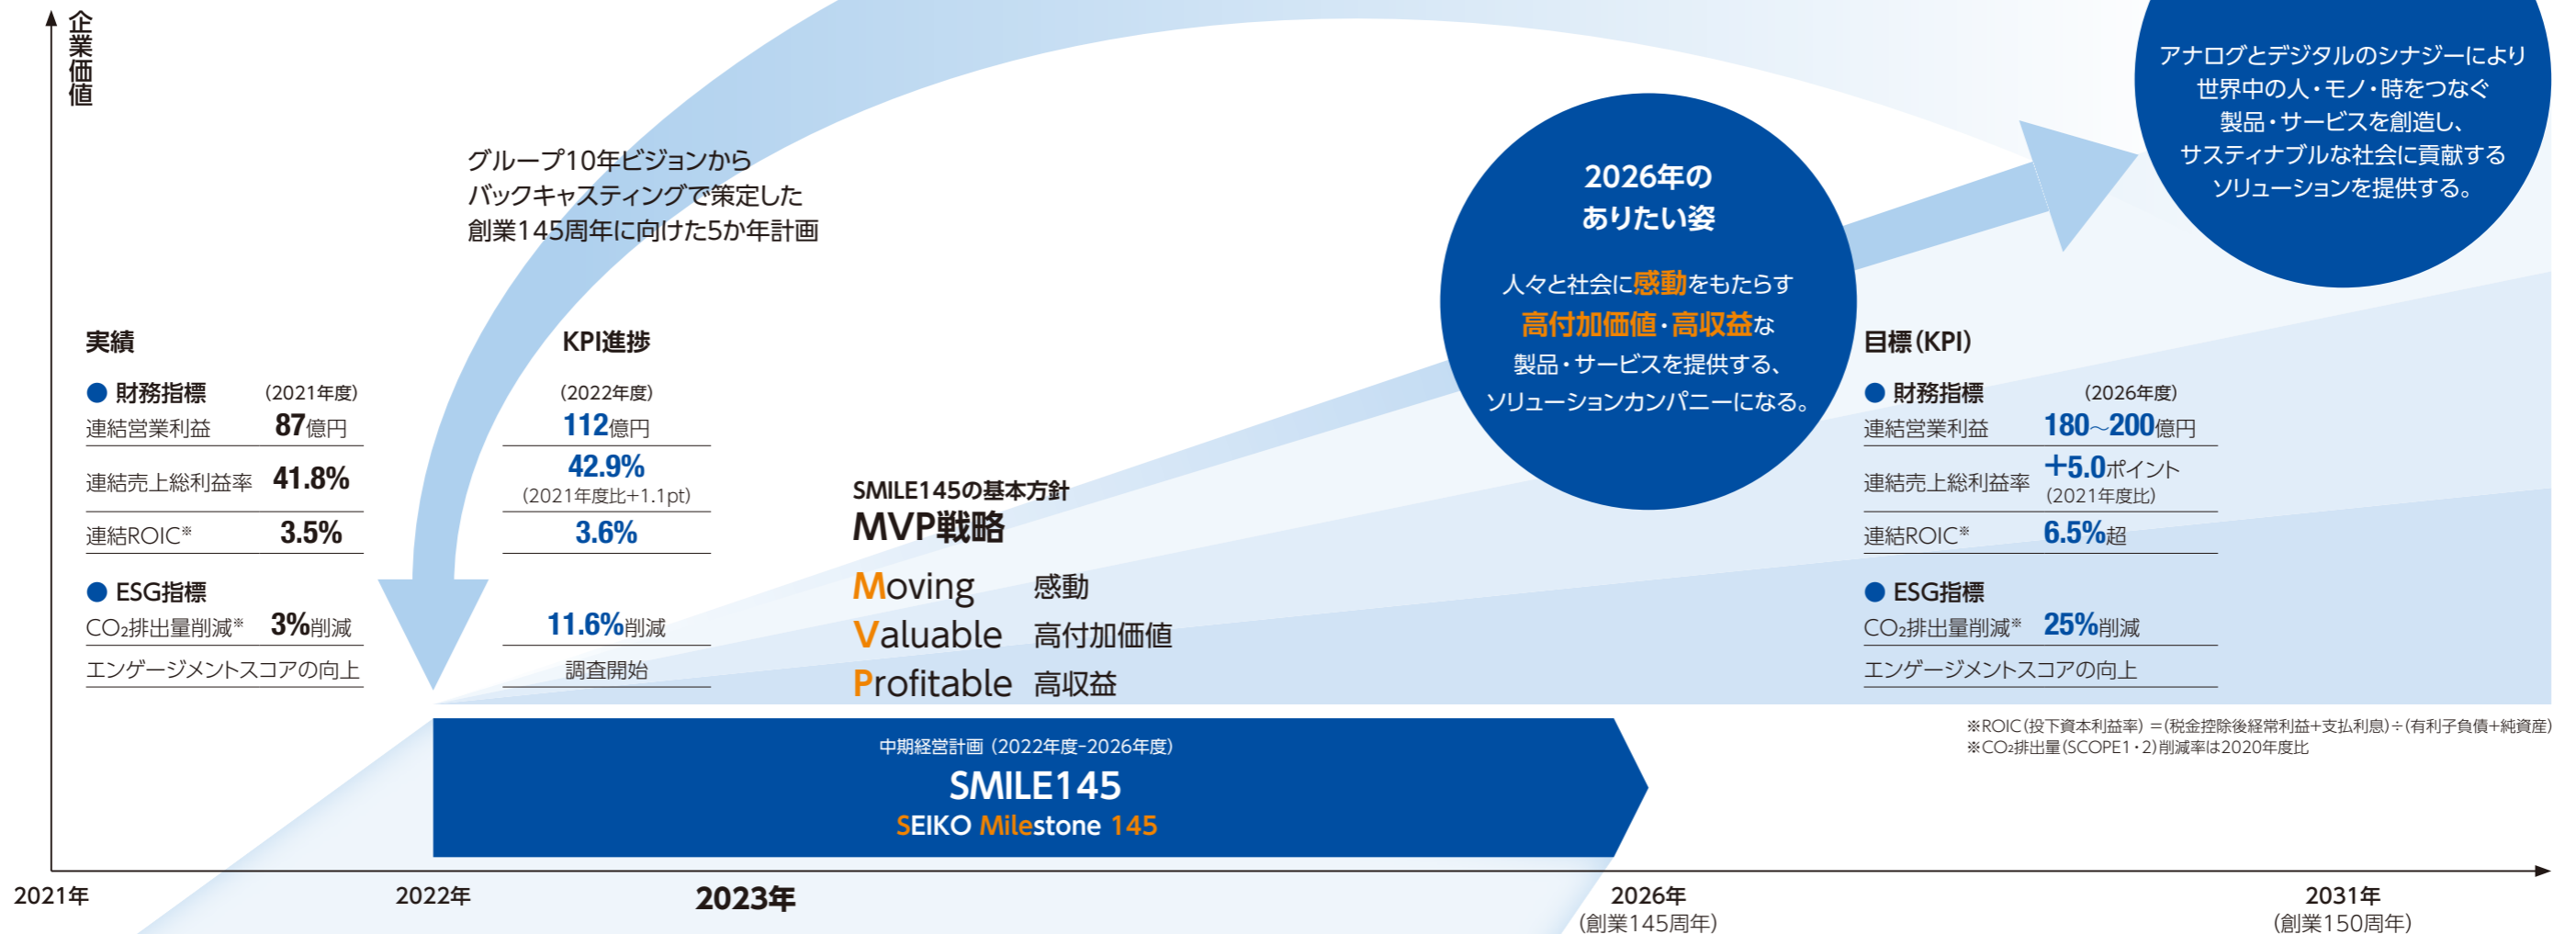 企業価値
グループ10年ビジョンから
バックキャスティングで策定した
創業145周年に向けた5か年計画
アナログとデジタルのシナジーにより
世界中の人・モノ・時をつなぐ
製品・サービスを創造し、
サスティナブルな社会に貢献する
ソリューションを提供する。
2026年の
ありたい姿
人々と社会に感動をもたらす
高付加価値・高収益な
製品・サービスを提供する、
ソリューションカンパニーになる。
実績
● 財務指標 (2021年度)
連結営業利益 87億円
連結売上総利益率 41.8%
連結ROIC※ 3.5%
● ESG指標
CO₂排出量削減※ 3%削減
エンゲージメントスコアの向上
KPI進捗
(2022年度)
112億円
42.9%
(2021年度比+1.1pt)
3.6%
11.6%削減
調査開始
SMILE145の基本方針
MVP戦略
Moving 感動
Valuable 高付加価値
Profitable 高収益
目標(KPI)
● 財務指標 (2026年度)
連結営業利益 180〜200億円
連結売上総利益率 +5.0ポイント
(2021年度比)
連結ROIC※ 6.5%超
● ESG指標
CO₂排出量削減※ 25%削減
エンゲージメントスコアの向上
※ROIC(投下資本利益率) =(税金控除後経常利益+支払利息)÷(有利子負債+純資産)
※CO₂排出量(SCOPE1・2)削減率は2020年度比
中期経営計画 (2022年度–2026年度)
SMILE145
SEIKO Milestone 145
2021年
2022年
2023年
2026年
(創業145周年)
2031年
(創業150周年)